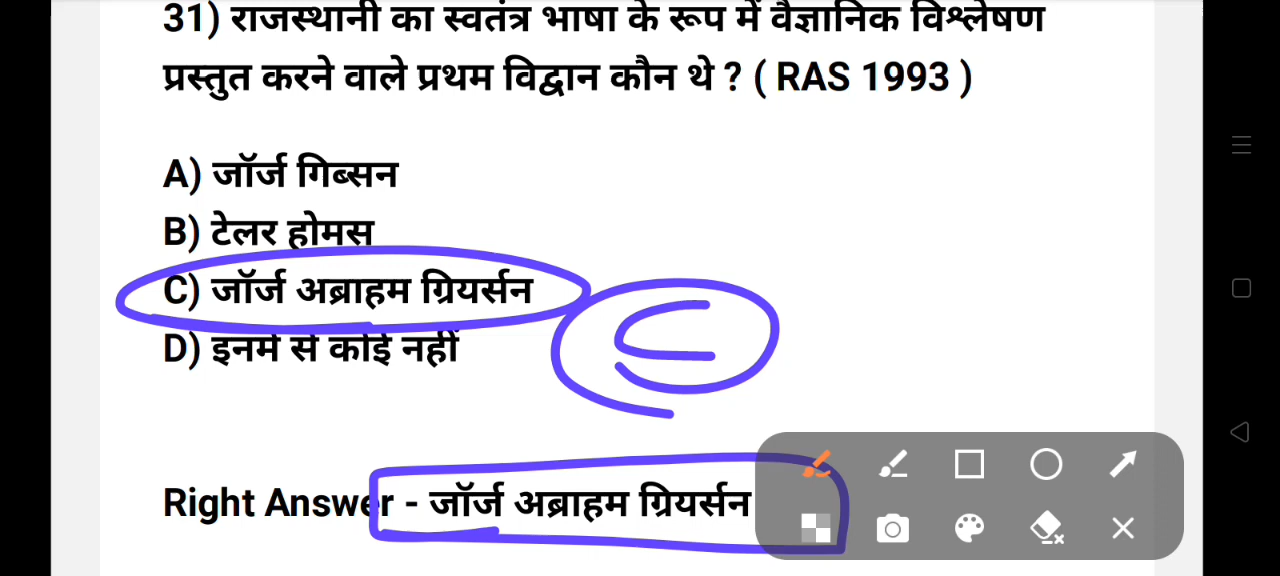 31) राजस्थानी का स्वतंत्र भाषा के रूप में वैज्ञानिक विश्लेषण
प्रस्तुत करने वाले प्रथम विद्वान कौन थे ? ( RAS 1993 )
A) जॉर्ज गिब्सन
B) टेलर होमस
C) जॉर्ज अब्राहम ग्रियर्सन
D) इनमे से कोई नहीं
Right Answer - जॉर्ज अब्राहम ग्रियर्सन